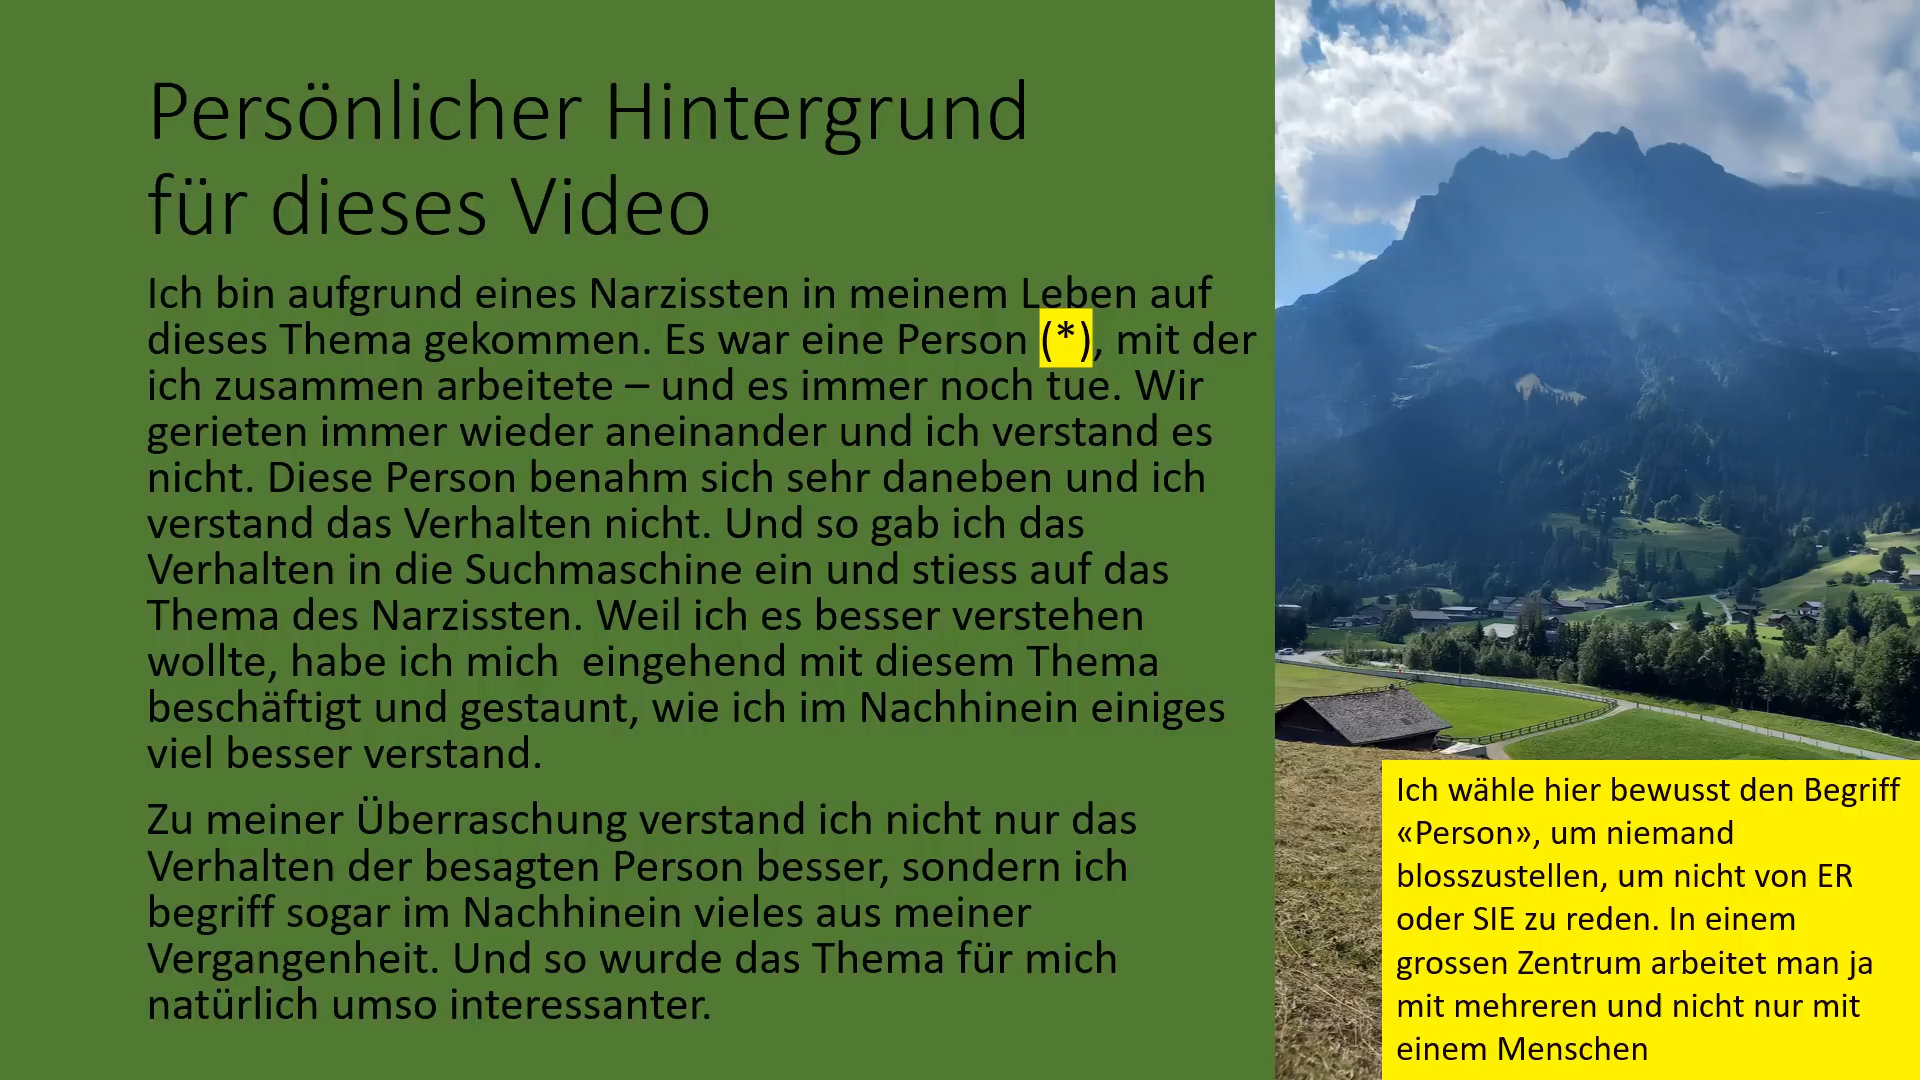 Persönlicher Hintergrund
für dieses Video
Ich bin aufgrund eines Narzissten in meinem Leben auf
dieses Thema gekommen. Es war eine Person (*), mit der
ich zusammen arbeitete – und es immer noch tue. Wir
gerieten immer wieder aneinander und ich verstand es
nicht. Diese Person benahm sich sehr daneben und ich
verstand das Verhalten nicht. Und so gab ich das
Verhalten in die Suchmaschine ein und stiess auf das
Thema des Narzissten. Weil ich es besser verstehen
wollte, habe ich mich  eingehend mit diesem Thema
beschäftigt und gestaunt, wie ich im Nachhinein einiges
viel besser verstand.
Zu meiner Überraschung verstand ich nicht nur das
Verhalten der besagten Person besser, sondern ich
begriff sogar im Nachhinein vieles aus meiner
Vergangenheit. Und so wurde das Thema für mich
natürlich umso interessanter.
Ich wähle hier bewusst den Begriff
«Person», um niemand
blosszustellen, um nicht von ER
oder SIE zu reden. In einem
grossen Zentrum arbeitet man ja
mit mehreren und nicht nur mit
einem Menschen